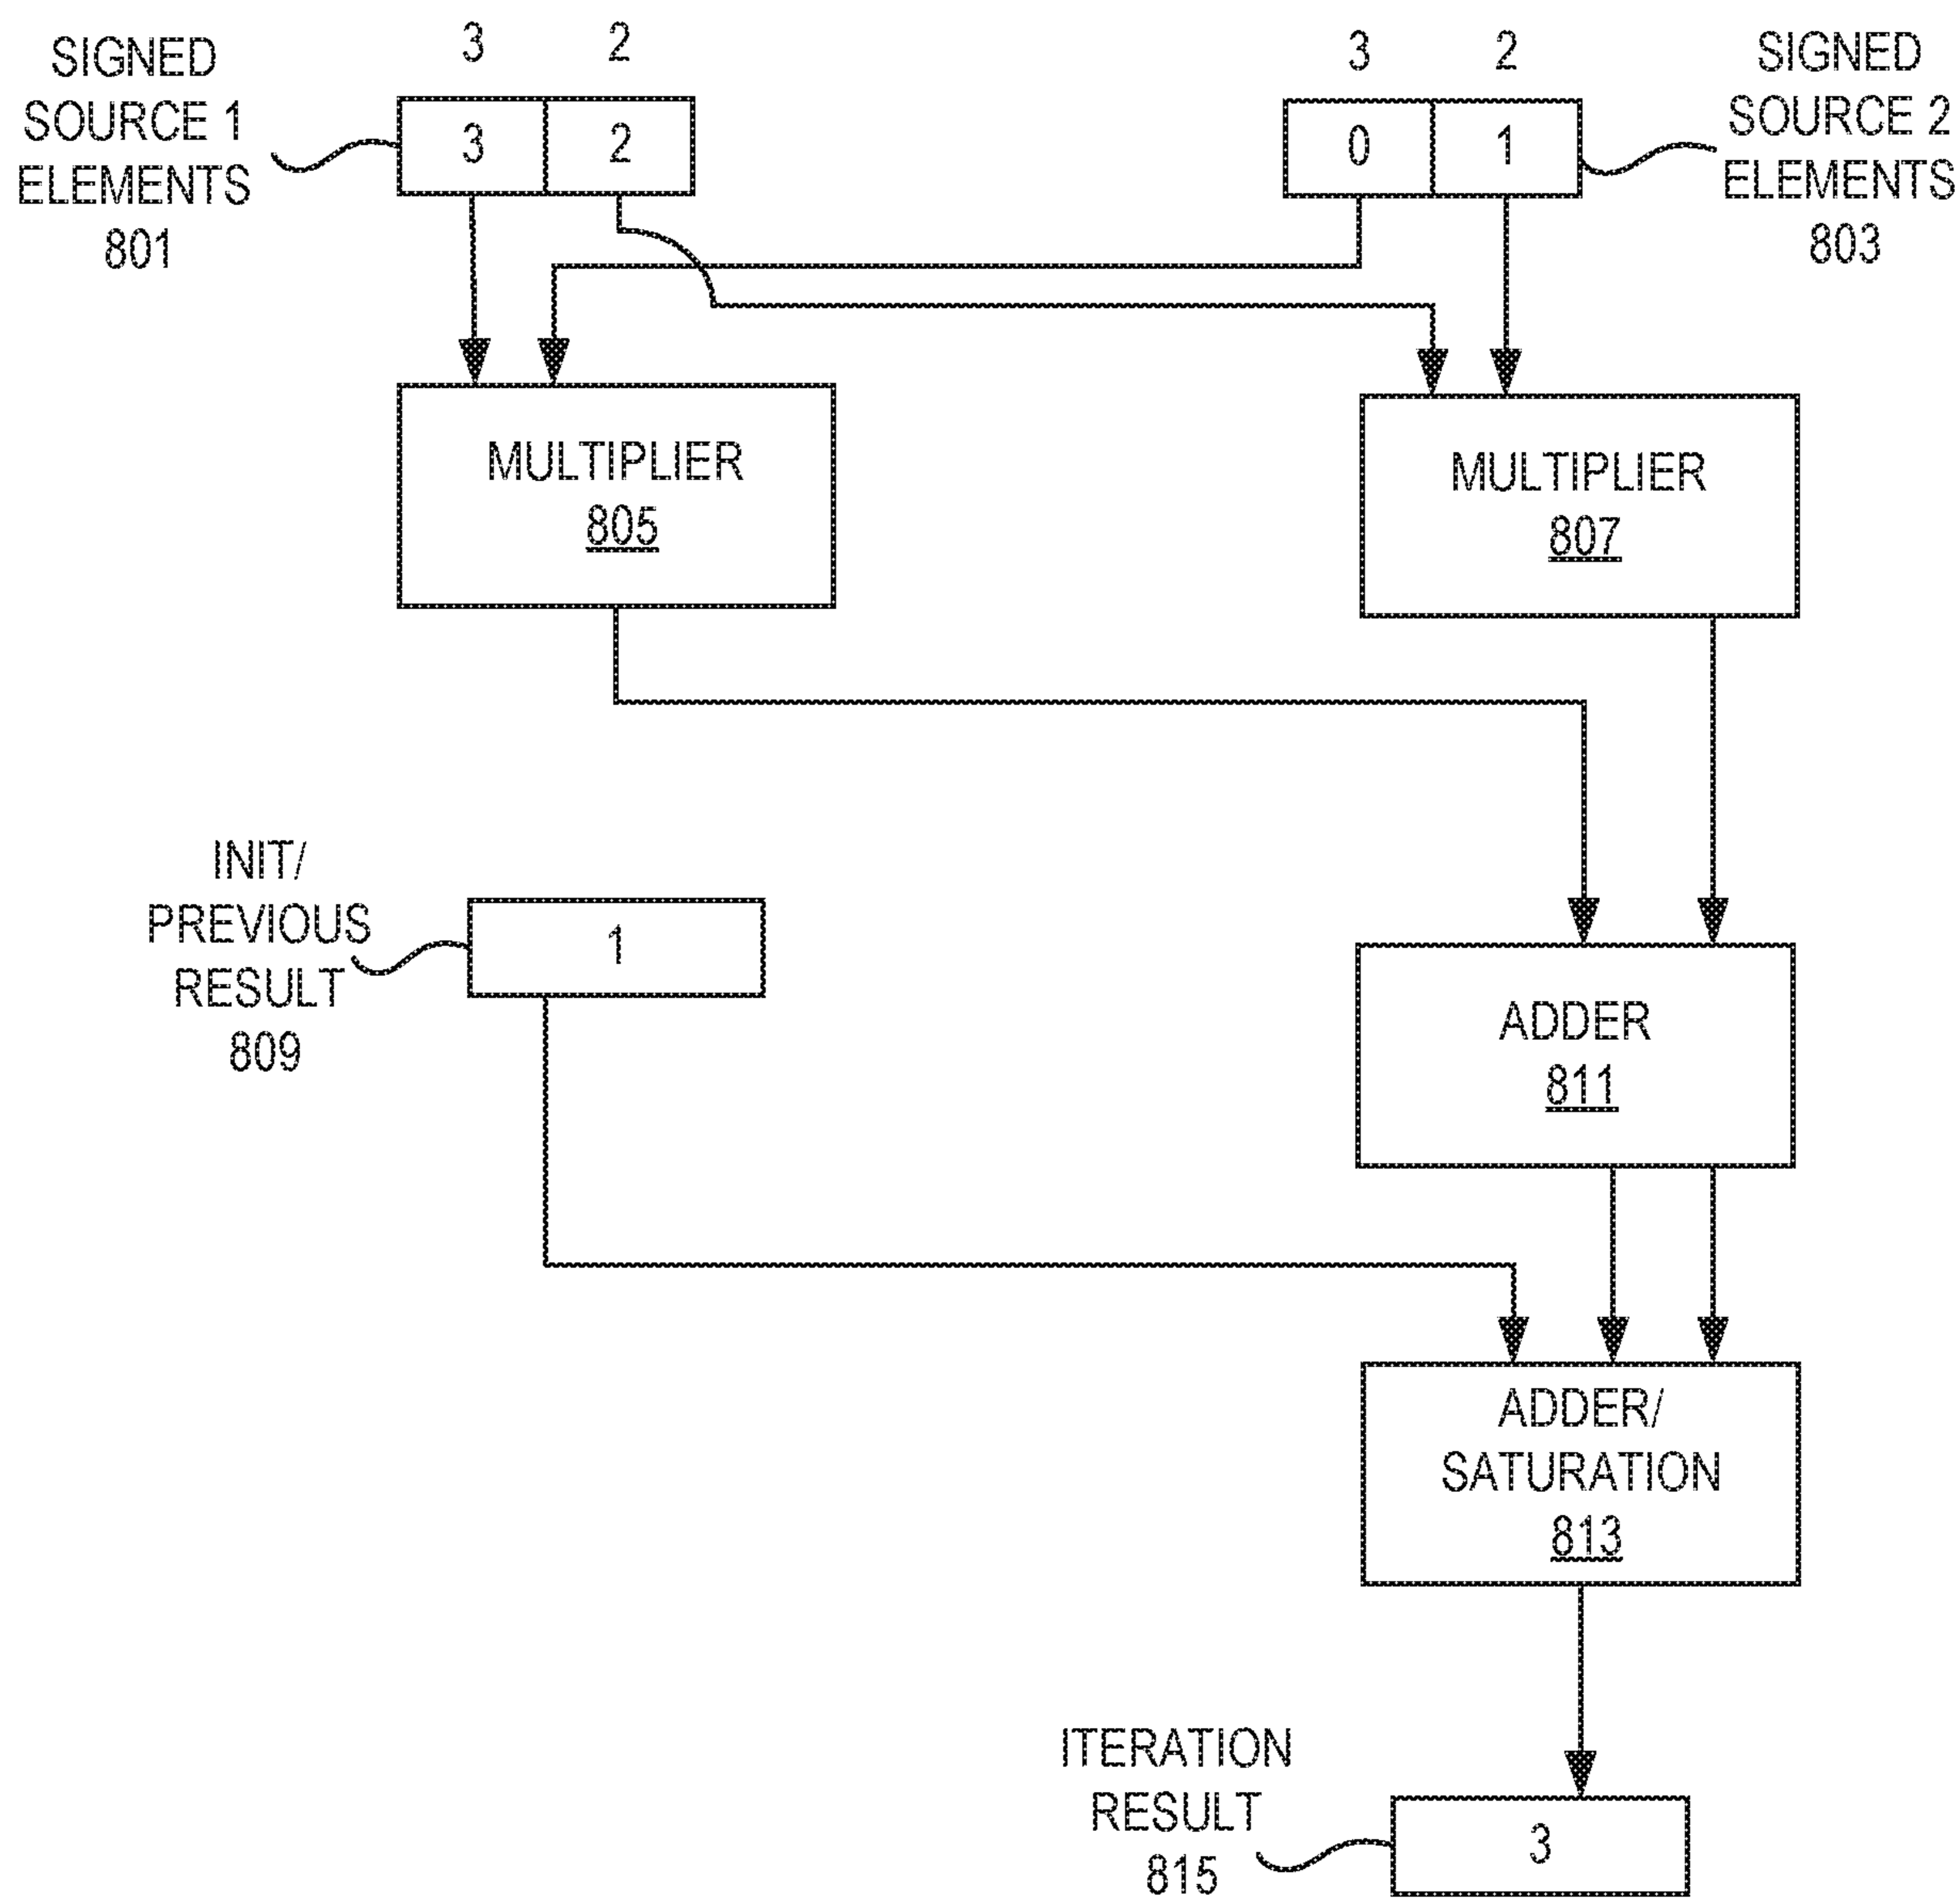 3 2
3 2
SIGNED
SOURCE 1
ELEMENTS
801
3 2
0 1
SIGNED
SOURCE 2
ELEMENTS
803
MULTIPLIER
805
MULTIPLIER
807
INIT/
PREVIOUS
RESULT
809
1
ADDER
811
ADDER/
SATURATION
813
ITERATION
RESULT
815
3